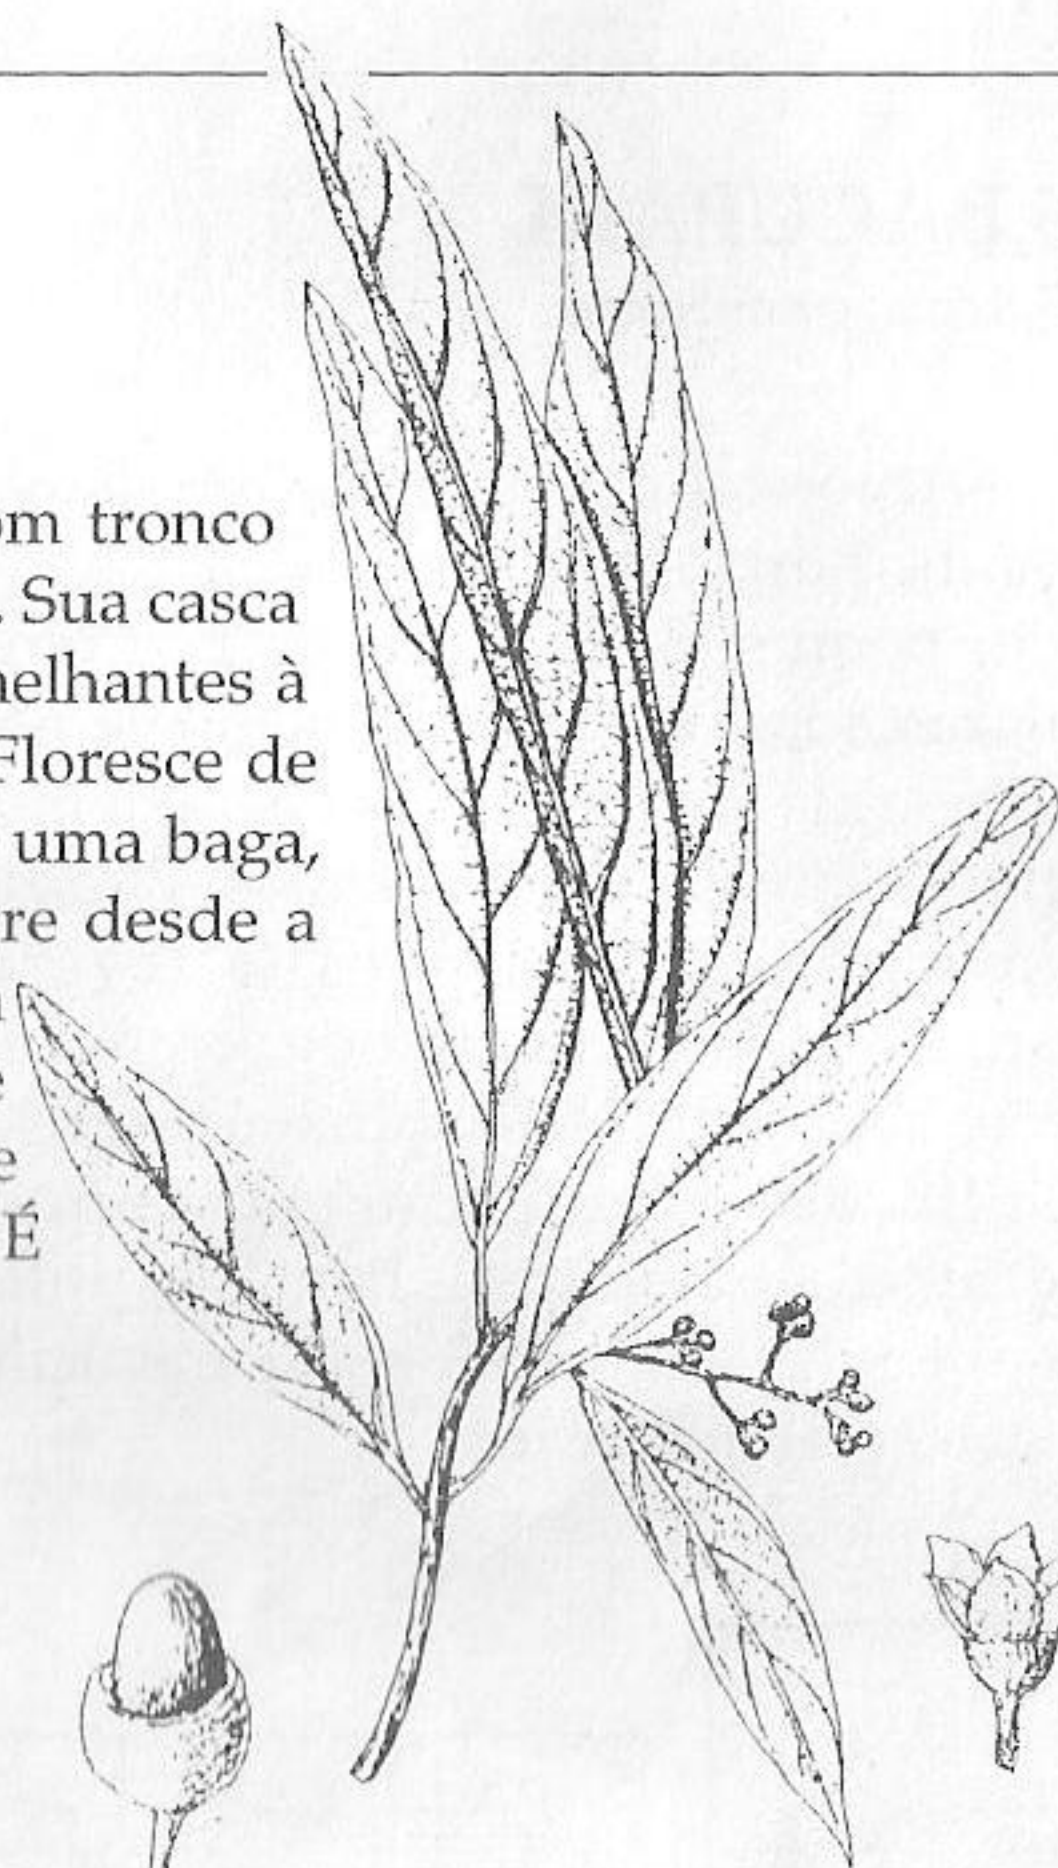 om tronco
. Sua casca
nelhantes à
Floresce de
uma baga,
re desde a
e
É